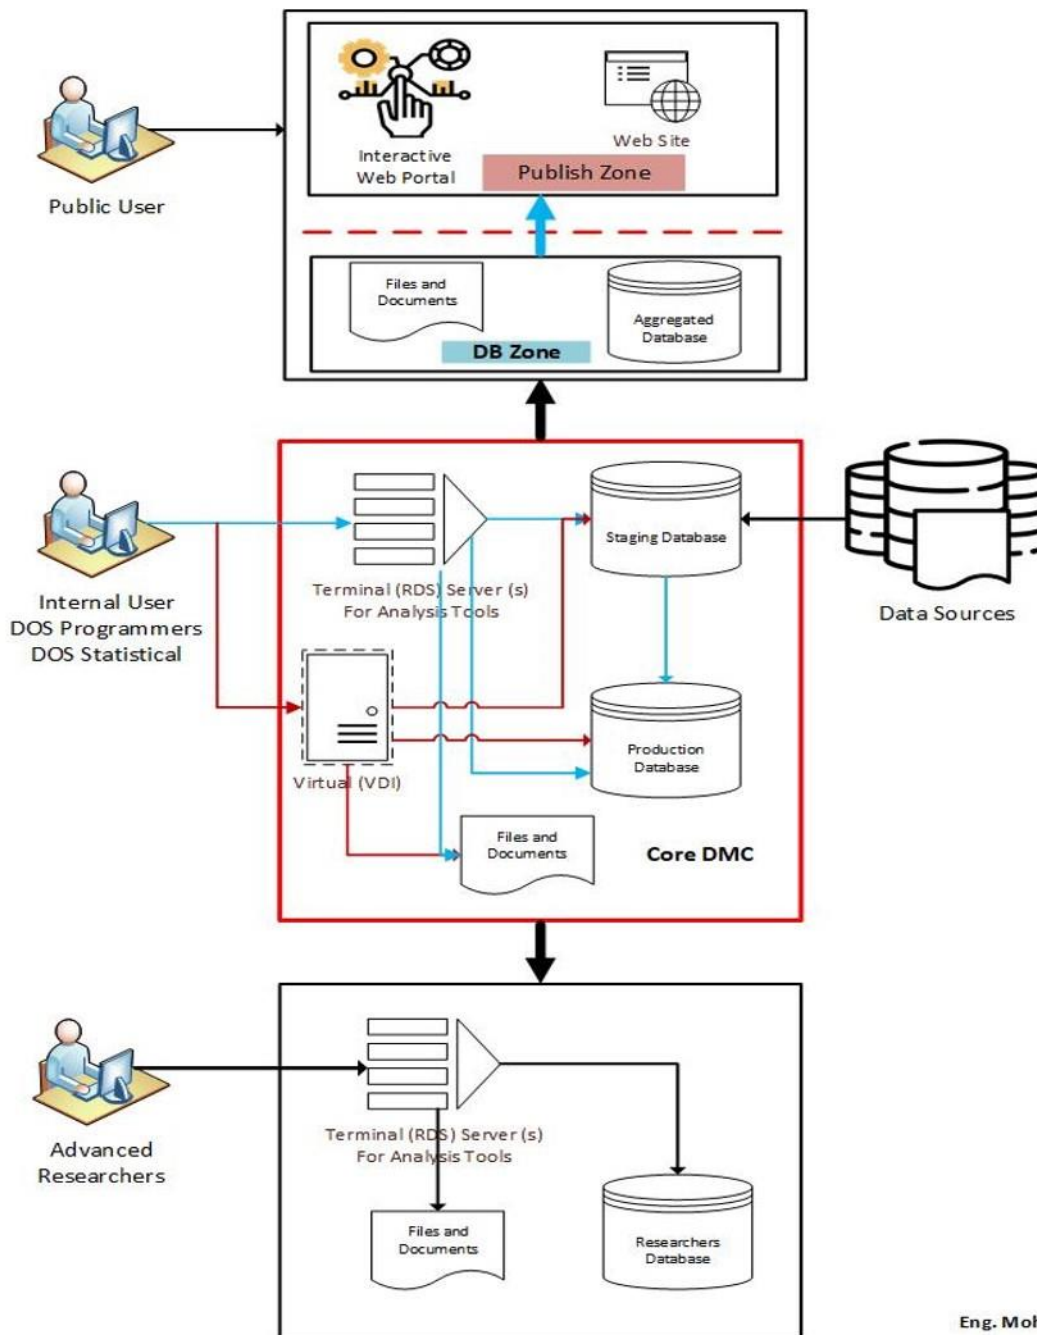 Interactive
Web Portal
Web Site
Publish Zone
Public User
Files and
Documents
Aggregated
Database
DB Zone
Internal User
DOS Programmers
DOS Statistical
Terminal (RDS) Server (s)
For Analysis Tools
Staging Database
Data Sources
Virtual (VDI)
Production
Database
Files and
Documents
Core DMC
Advanced
Researchers
Terminal (RDS) Server (s)
For Analysis Tools
Files and
Documents
Researchers
Database
Eng. Moh